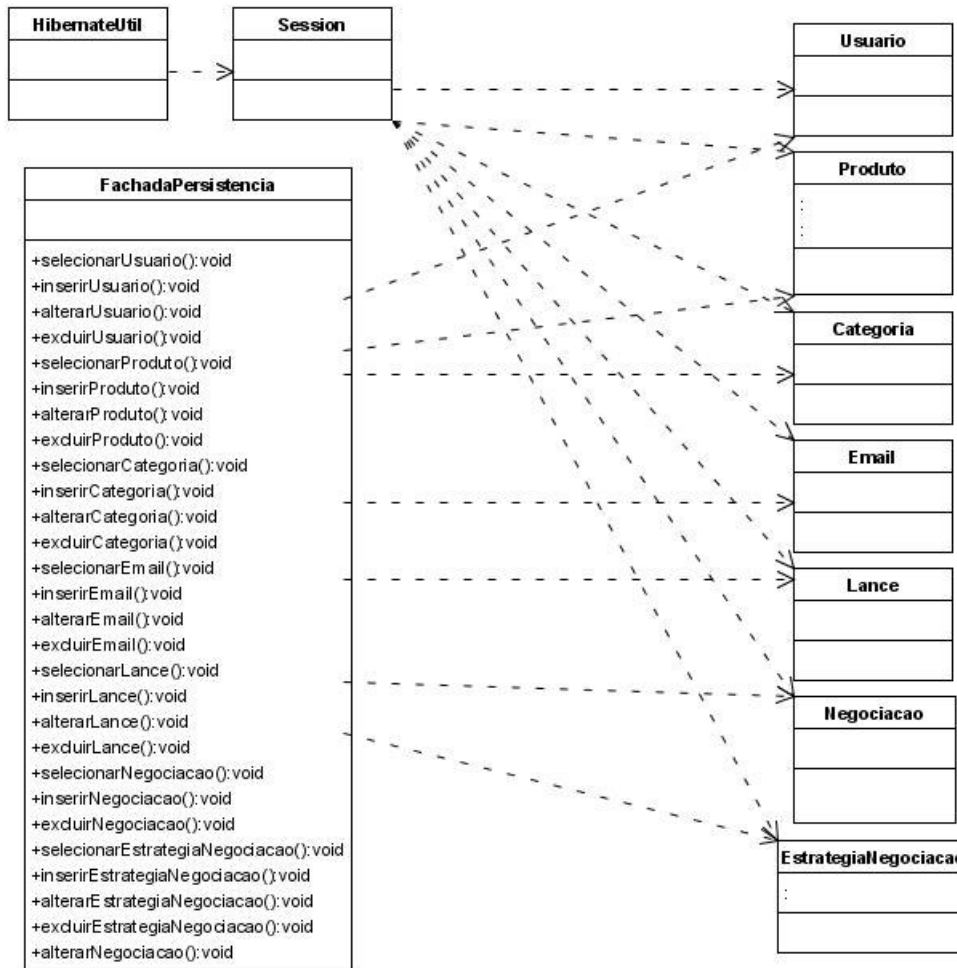 HibernateUtil
Session
Usuario
Produto
:
:
FachadaPersistencia
+selecionarUsuario():void
+inserirUsuario():void
+alterarUsuario():void
+excluirUsuario():void
+selecionarProduto():void
+inserirProduto():void
+alterarProduto():void
+excluirProduto():void
+selecionarCategoria():void
+inserirCategoria():void
+alterarCategoria():void
+excluirCategoria():void
+selecionarEmail():void
+inserirEmail():void
+alterarEmail():void
+excluirEmail():void
+selecionarLance():void
+inserirLance():void
+alterarLance():void
+excluirLance():void
+selecionarNegociacao():void
+inserirNegociacao():void
+excluirNegociacao():void
+selecionarEstrategiaNegociacao():void
+inserirEstrategiaNegociacao():void
+alterarEstrategiaNegociacao():void
+excluirEstrategiaNegociacao():void
+alterarNegociacao():void
Categoria
Email
Lance
Negociacao
EstrategiaNegociacao
: